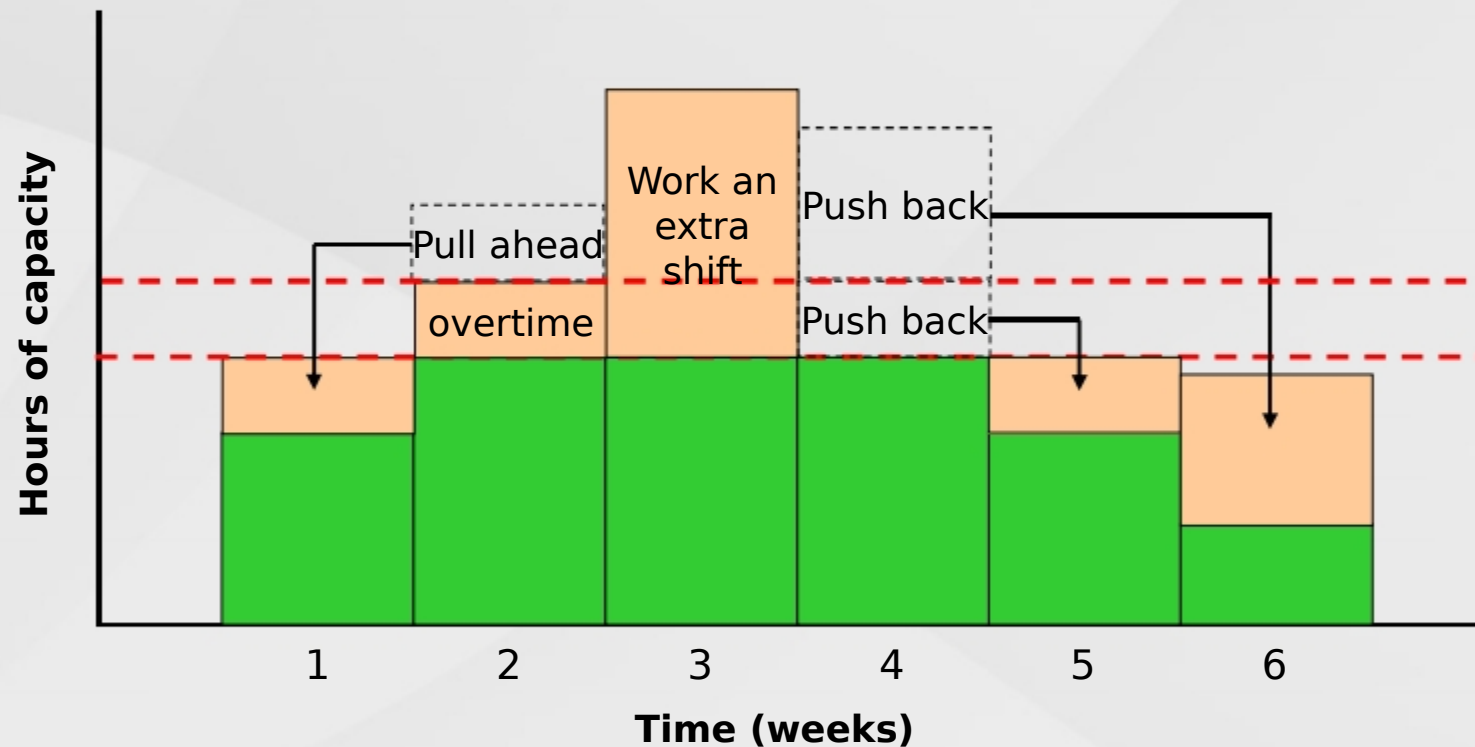 Hours of capacity
Work an
extra
shift
Pull ahead
overtime
Push back
Push back
1
2
3
4
5
6
Time (weeks)